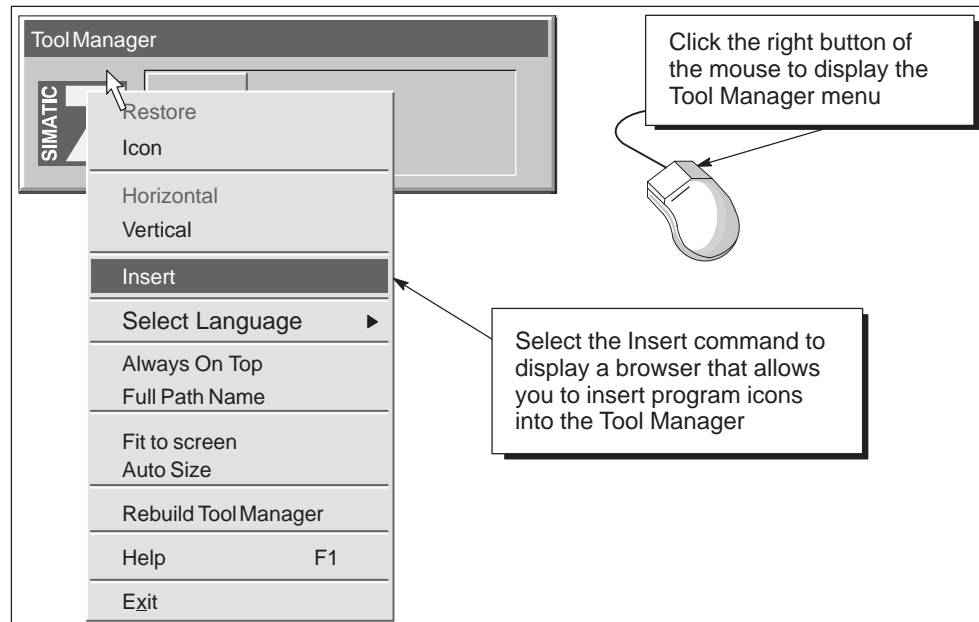 Tool Manager
SIMATIC
Restore
Icon
Horizontal
Vertical
Insert
Select Language
Always On Top
Full Path Name
Fit to screen
Auto Size
Rebuild Tool Manager
Help F1
Exit
Click the right button of
the mouse to display the
Tool Manager menu
Select the Insert command to
display a browser that allows
you to insert program icons
into the Tool Manager